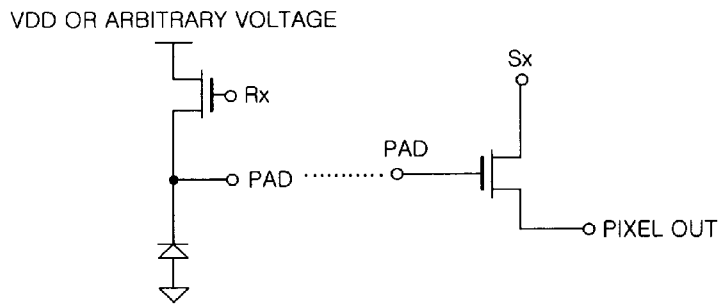 VDD OR ARBITRARY VOLTAGE
Sx
Rx
PAD
PAD
PIXEL OUT